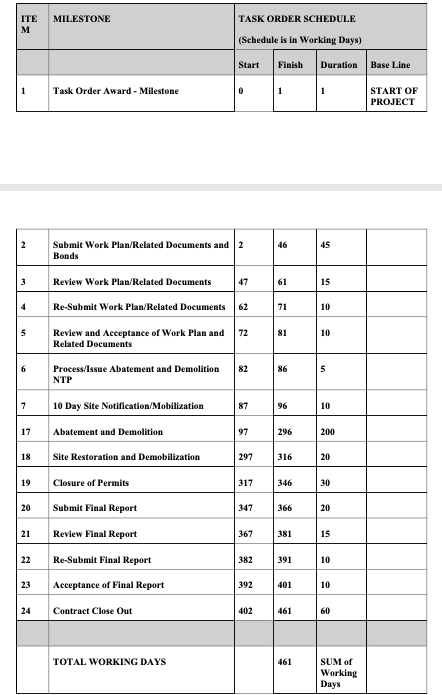 ITE
M MILESTONE TASK ORDER SCHEDULE
(Schedule is in Working Days)
Start Finish Duration Base Line
1 Task Order Award - Milestone 0 1 1 START OF
PROJECT
2 Submit Work Plan/Related Documents and
Bonds 2 46 45
3 Review Work Plan/Related Documents 47 61 15
4 Re-Submit Work Plan/Related Documents 62 71 10
5 Review and Acceptance of Work Plan and
Related Documents 72 81 10
6 Process/Issue Abatement and Demolition
NTP 82 86 5
7 10 Day Site Notification/Mobilization 87 96 10
17 Abatement and Demolition 97 296 200
18 Site Restoration and Demobilization 297 316 20
19 Closure of Permits 317 346 30
20 Submit Final Report 347 366 20
21 Review Final Report 367 381 15
22 Re-Submit Final Report 382 391 10
23 Acceptance of Final Report 392 401 10
24 Contract Close Out 402 461 60
TOTAL WORKING DAYS 461 SUM of
Working
Days